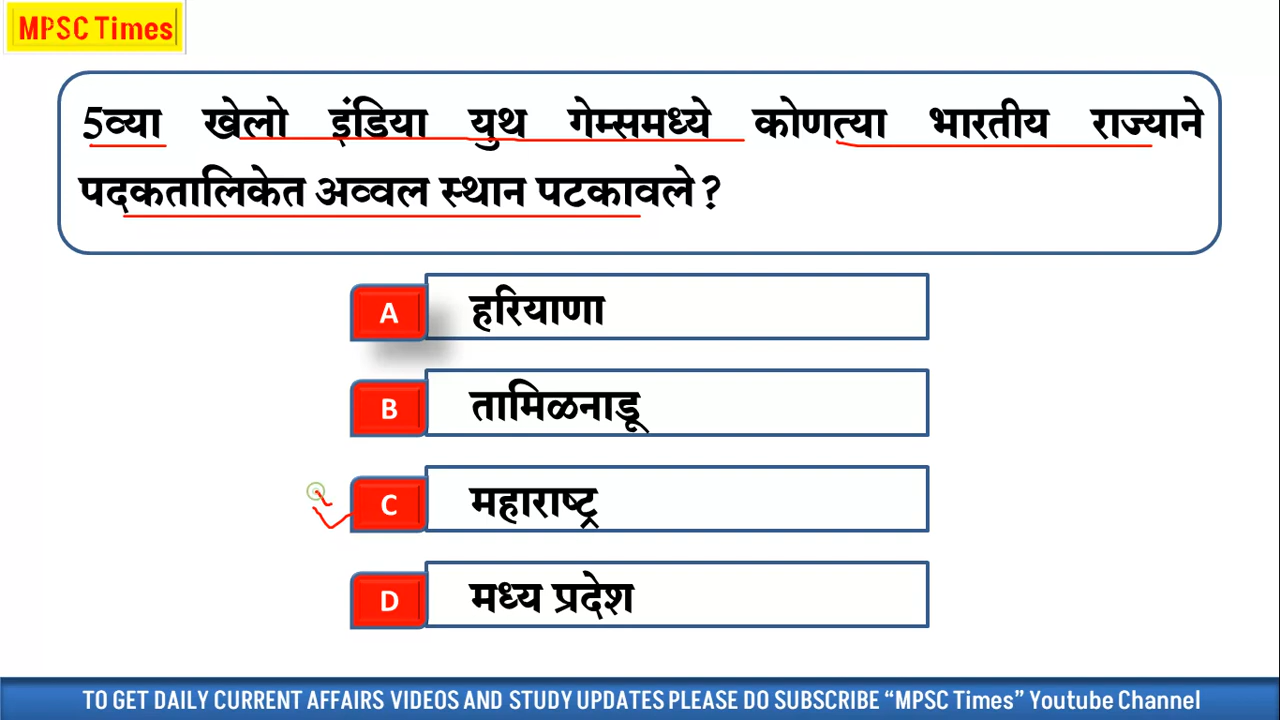 MPSC Times
5व्या खेलो इंडिया युथ गेम्समध्ये कोणत्या भारतीय राज्याने
पदकतालिकेत अव्वल स्थान पटकावले?
A हरियाणा
B तामिळनाडू
C महाराष्ट्र
D मध्य प्रदेश
TO GET DAILY CURRENT AFFAIRS VIDEOS AND STUDY UPDATES PLEASE DO SUBSCRIBE “MPSC Times” Youtube Channel